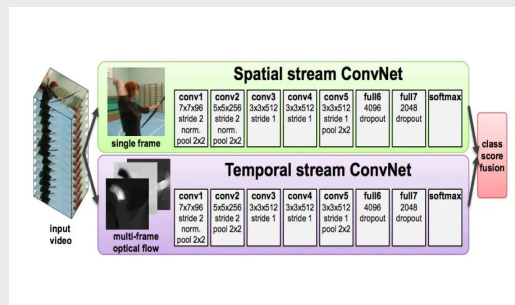 Spatial stream ConvNet
single frame
conv1
7x7x96
stride 2
norm.
pool 2x2
conv2
5x5x256
stride 2
norm.
pool 2x2
conv3
3x3x512
stride 1
conv4
3x3x512
stride 1
conv5
3x3x512
stride 1
pool 2x2
full6
4096
dropout
full7
2048
dropout
softmax
Temporal stream ConvNet
multi-frame
optical flow
conv1
7x7x96
stride 2
norm.
pool 2x2
conv2
5x5x256
stride 2
pool 2x2
conv3
3x3x512
stride 1
conv4
3x3x512
stride 1
conv5
3x3x512
stride 1
pool 2x2
full6
4096
dropout
full7
2048
dropout
softmax
input
video
class
score
fusion